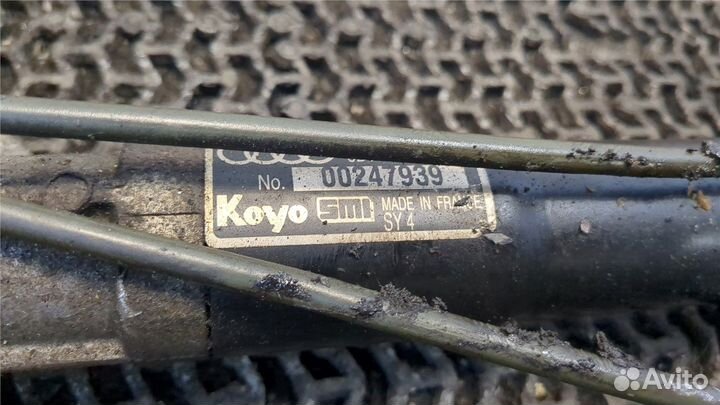 No. 00247939
Koyo SMI MADE IN FRANCE
SY 4
Avito